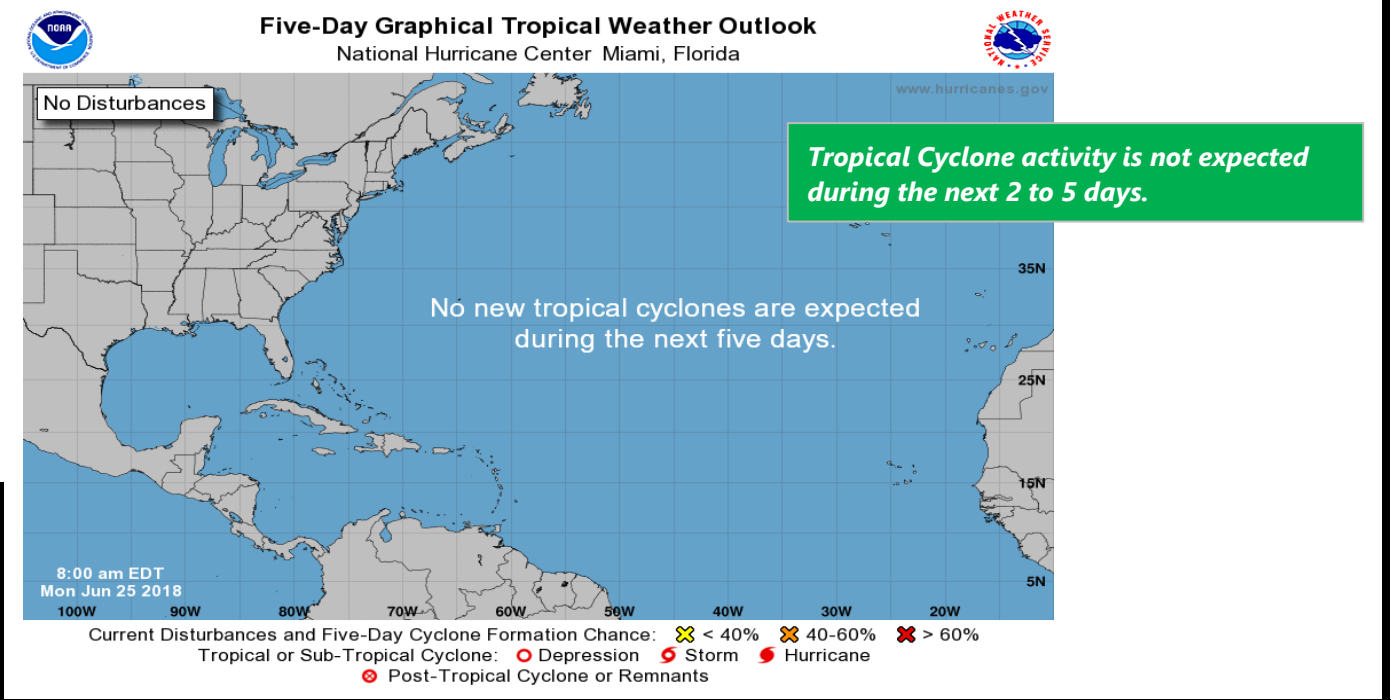 Five-Day Graphical Tropical Weather Outlook
National Hurricane Center Miami, Florida
NOAA
NATIONAL WEATHER SERVICE
No Disturbances
www.hurricanes.gov
Tropical Cyclone activity is not expected
during the next 2 to 5 days.
No new tropical cyclones are expected
during the next five days.
35N
25N
15N
5N
8:00 am EDT
Mon Jun 25 2018
100W 90W 80W 70W 60W 50W 40W 30W 20W
Current Disturbances and Five-Day Cyclone Formation Chance: < 40% 40-60% > 60%
Tropical or Sub-Tropical Cyclone: Depression Storm Hurricane
Post-Tropical Cyclone or Remnants